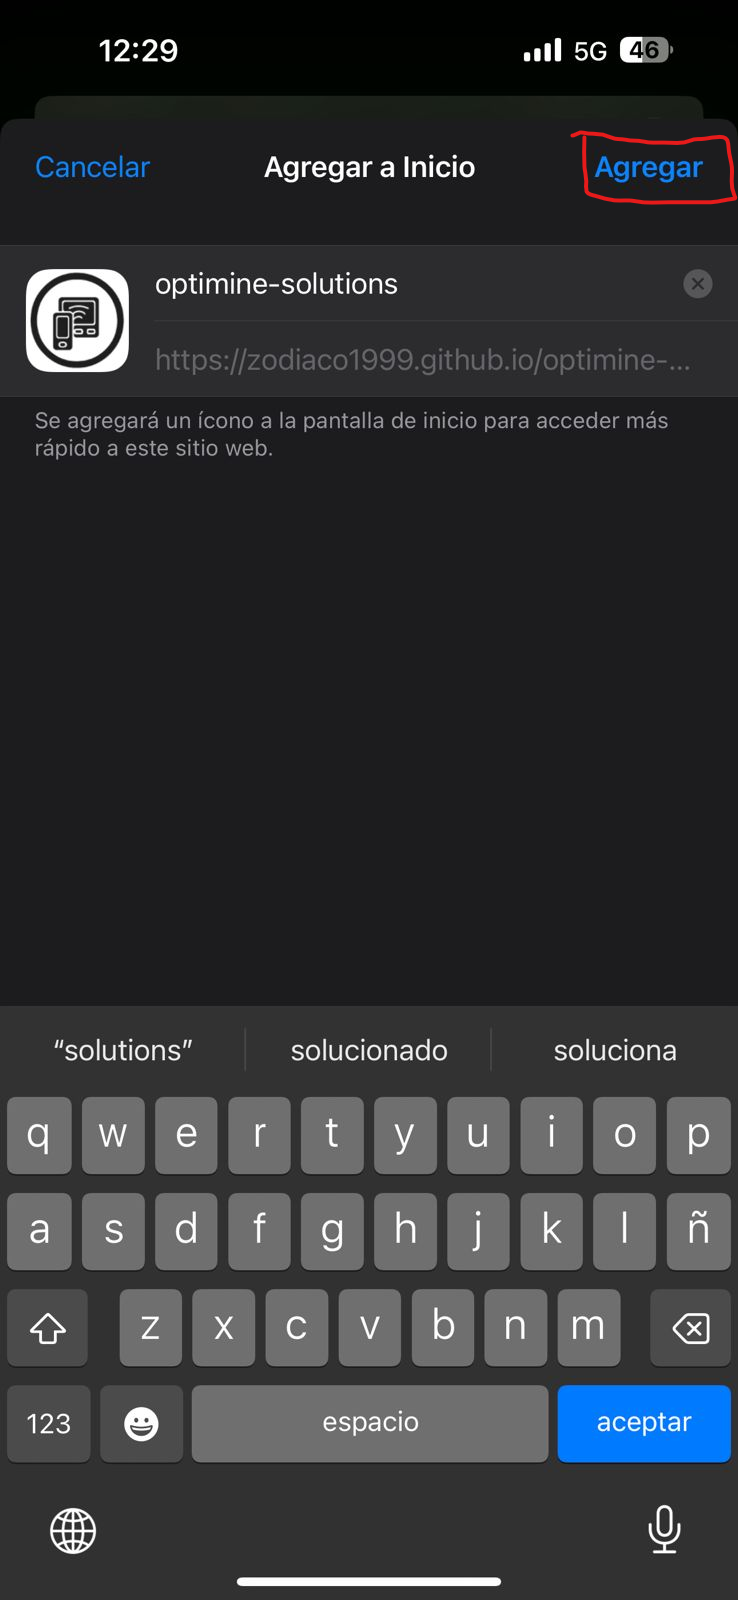 12:29 5G 46
Cancelar Agregar a Inicio Agregar
optimine-solutions
https://zodiaco1999.github.io/optimine-...
Se agregará un ícono a la pantalla de inicio para acceder más
rápido a este sitio web.
“solutions” solucionado soluciona
q w e r t y u i o p
a s d f g h j k l ñ
z x c v b n m
123 espacio aceptar